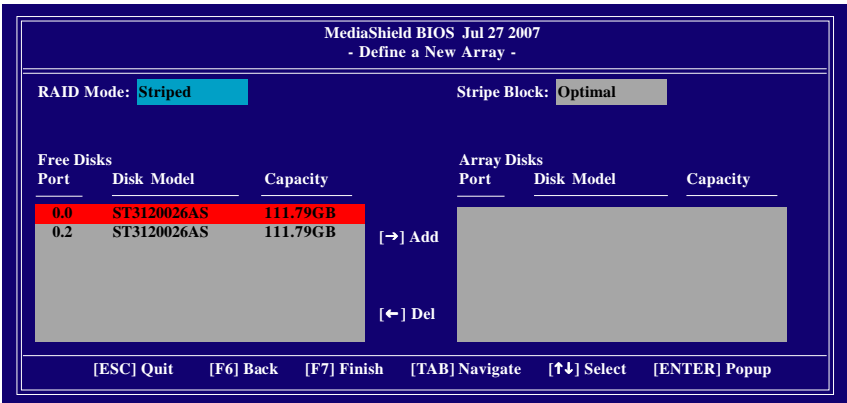 MediaShield BIOS Jul 27 2007
- Define a New Array -
RAID Mode: Striped Stripe Block: Optimal
Free Disks Array Disks
Port Disk Model Capacity Port Disk Model Capacity
0.0 ST3120026AS 111.79GB
0.2 ST3120026AS 111.79GB
[→] Add
[←] Del
[ESC] Quit [F6] Back [F7] Finish [TAB] Navigate [↑↓] Select [ENTER] Popup